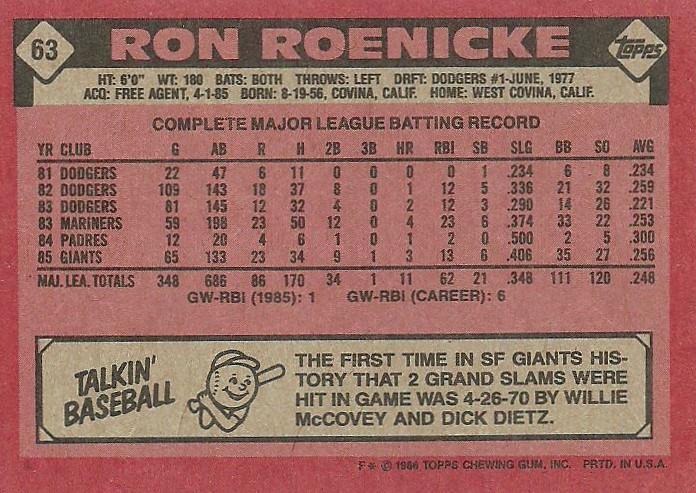 63 RON ROENICKE topps
HT: 6'0" WT: 180 BATS: BOTH THROWS: LEFT DRFT: DODGERS #1-JUNE, 1977
ACQ: FREE AGENT, 4-1-85 BORN: 8-19-56, COVINA, CALIF. HOME: WEST COVINA, CALIF.
COMPLETE MAJOR LEAGUE BATTING RECORD
YR CLUB G AB R H 2B 3B HR RBI SB SLG BB SO AVG
81 DODGERS 22 47 6 11 0 0 0 0 1 .234 6 8 .234
82 DODGERS 109 143 18 37 8 0 1 12 5 .336 21 32 .259
83 DODGERS 81 145 12 32 4 0 2 12 3 .290 14 26 .221
83 MARINERS 59 198 23 50 12 0 4 23 6 .374 33 22 .253
84 PADRES 12 20 4 6 1 0 1 2 0 .500 2 5 .300
85 GIANTS 65 133 23 34 9 1 3 13 6 .406 35 27 .256
MAJ. LEA. TOTALS 348 686 86 170 34 1 11 62 21 .348 111 120 .248
GW-RBI (1985): 1 GW-RBI (CAREER): 6
TALKIN'
BASEBALL
THE FIRST TIME IN SF GIANTS HIS-
TORY THAT 2 GRAND SLAMS WERE
HIT IN GAME WAS 4-26-70 BY WILLIE
McCOVEY AND DICK DIETZ.
F* © 1986 TOPPS CHEWING GUM, INC. PRTD. IN U.S.A.